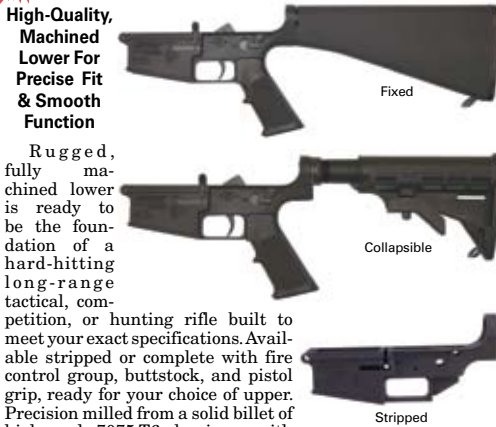 High-Quality,
Machined
Lower For
Precise Fit
& Smooth
Function
Rugged,
fully ma-
chined lower
is ready to
be the foun-
dation of a
hard-hitting
long-range
tactical, com-
petition, or hunting rifle built to
meet your exact specifications. Avail-
able stripped or complete with fire
control group, buttstock, and pistol
grip, ready for your choice of upper.
Precision milled from a solid billet of
Fixed
Collapsible
Stripped